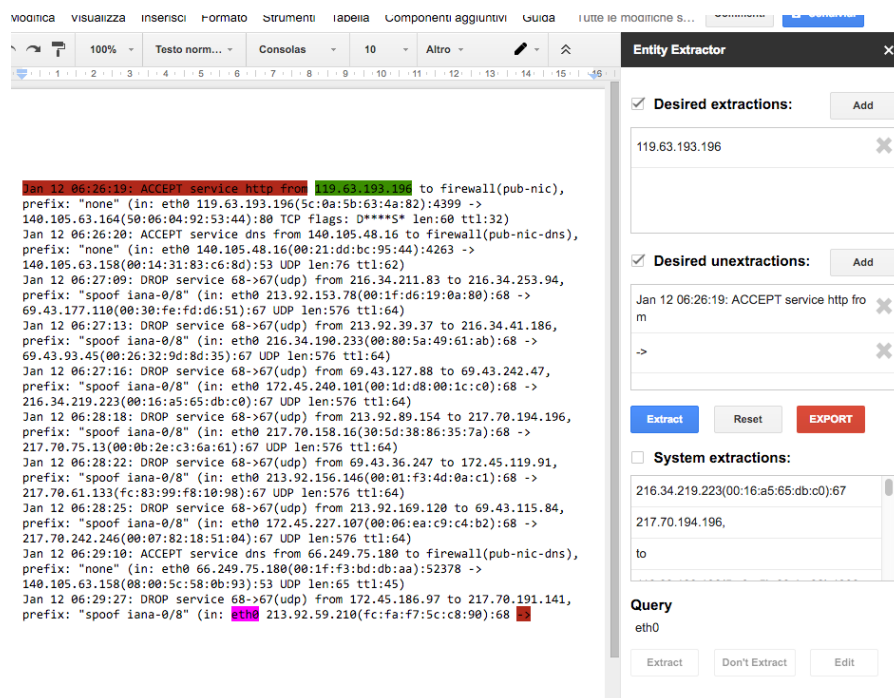 Modifica Visualizza Inserisci Formato Strumenti Tabella Componenti aggiuntivi Guida Tutte le modifiche s...
100% Testo norm... Consolas 10 Altro
1 2 3 4 5 6 7 8 9 10 11 12 13 14 15 16
Jan 12 06:26:19: ACCEPT service http from 119.63.193.196 to firewall(pub-nic),
prefix: "none" (in: eth0 119.63.193.196(5c:0a:5b:63:4a:82):4399 ->
140.105.63.164(50:06:04:92:53:44):80 TCP flags: D****S* len:60 ttl:32)
Jan 12 06:26:20: ACCEPT service dns from 140.105.48.16 to firewall(pub-nic-dns),
prefix: "none" (in: eth0 140.105.48.16(00:21:dd:bc:95:44):4263 ->
140.105.63.158(00:14:31:83:c6:8d):53 UDP len:76 ttl:62)
Jan 12 06:27:09: DROP service 68->67(udp) from 216.34.211.83 to 216.34.253.94,
prefix: "spoof iana-0/8" (in: eth0 213.92.153.78(00:1f:d6:19:0a:80):68 ->
69.43.177.110(00:30:fe:fd:d6:51):67 UDP len:576 ttl:64)
Jan 12 06:27:13: DROP service 68->67(udp) from 213.92.39.37 to 216.34.41.186,
prefix: "spoof iana-0/8" (in: eth0 216.34.190.233(00:80:5a:49:61:ab):68 ->
69.43.93.45(00:26:32:9d:8d:35):67 UDP len:576 ttl:64)
Jan 12 06:27:16: DROP service 68->67(udp) from 69.43.127.88 to 69.43.242.47,
prefix: "spoof iana-0/8" (in: eth0 172.45.240.101(00:1d:d8:00:1c:c0):68 ->
216.34.219.223(00:16:a5:65:db:c0):67 UDP len:576 ttl:64)
Jan 12 06:28:18: DROP service 68->67(udp) from 213.92.89.154 to 217.70.194.196,
prefix: "spoof iana-0/8" (in: eth0 217.70.158.16(30:5d:38:86:35:7a):68 ->
217.70.75.13(00:0b:2e:c3:6a:61):67 UDP len:576 ttl:64)
Jan 12 06:28:22: DROP service 68->67(udp) from 69.43.36.247 to 172.45.119.91,
prefix: "spoof iana-0/8" (in: eth0 213.92.156.146(00:01:f3:4d:0a:c1):68 ->
217.70.61.133(fc:83:99:f8:10:98):67 UDP len:576 ttl:64)
Jan 12 06:28:25: DROP service 68->67(udp) from 213.92.169.120 to 69.43.115.84,
prefix: "spoof iana-0/8" (in: eth0 172.45.227.107(00:06:ea:c9:c4:b2):68 ->
217.70.242.246(00:07:82:18:51:04):67 UDP len:576 ttl:64)
Jan 12 06:29:10: ACCEPT service dns from 66.249.75.180 to firewall(pub-nic-dns),
prefix: "none" (in: eth0 66.249.75.180(00:1f:f3:bd:db:aa):52378 ->
140.105.63.158(08:00:5c:58:0b:93):53 UDP len:65 ttl:45)
Jan 12 06:29:27: DROP service 68->67(udp) from 172.45.186.97 to 217.70.191.141,
prefix: "spoof iana-0/8" (in: eth0 213.92.59.210(fc:fa:f7:5c:c8:90):68 ->
Entity Extractor
Desired extractions: Add
119.63.193.196
Desired unextractions: Add
Jan 12 06:26:19: ACCEPT service http fro
m
->
Extract Reset EXPORT
System extractions:
216.34.219.223(00:16:a5:65:db:c0):67
217.70.194.196,
to
Query
eth0
Extract Don't Extract Edit